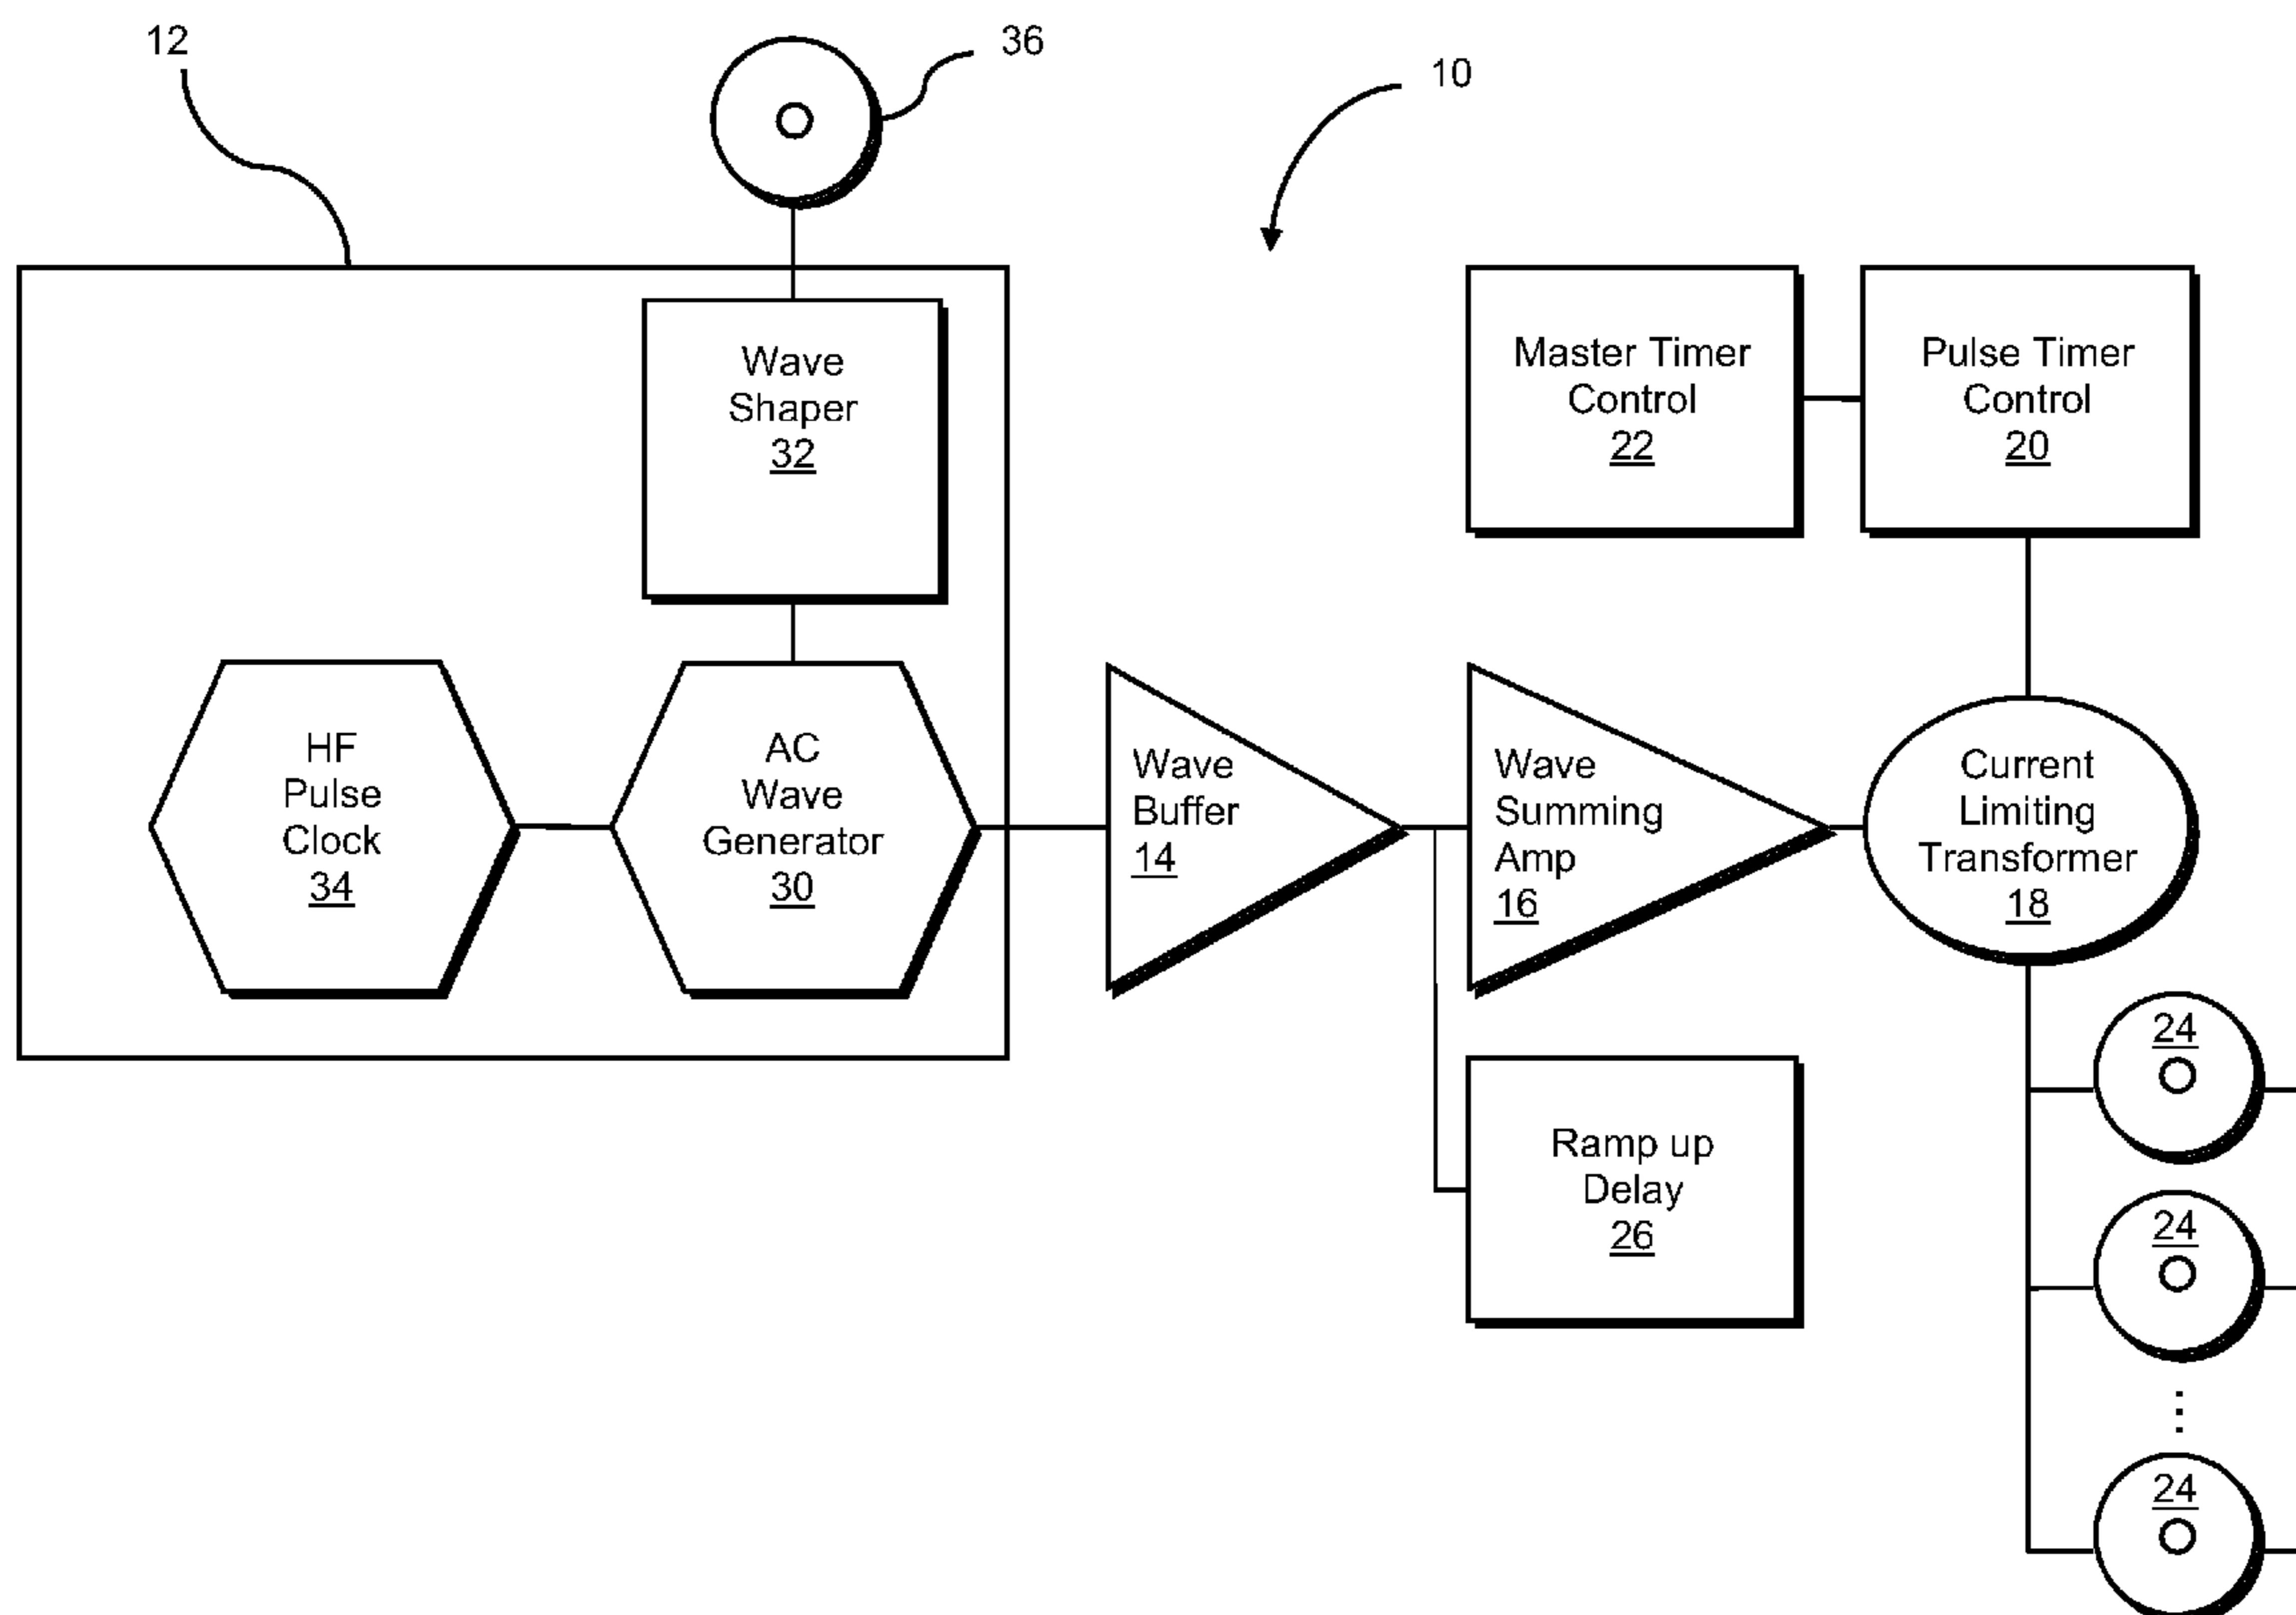 12
36
10
Wave
Shaper
32
Master Timer
Control
22
Pulse Timer
Control
20
HF
Pulse
Clock
34
AC
Wave
Generator
30
Wave
Buffer
14
Wave
Summing
Amp
16
Current
Limiting
Transformer
18
24
Ramp up
Delay
26
24
24